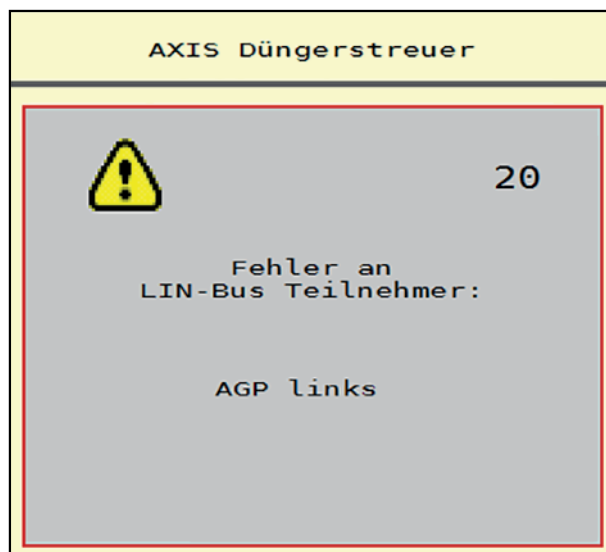 AXIS Düngerstreuer
20
Fehler an
LIN-Bus Teilnehmer:
AGP links